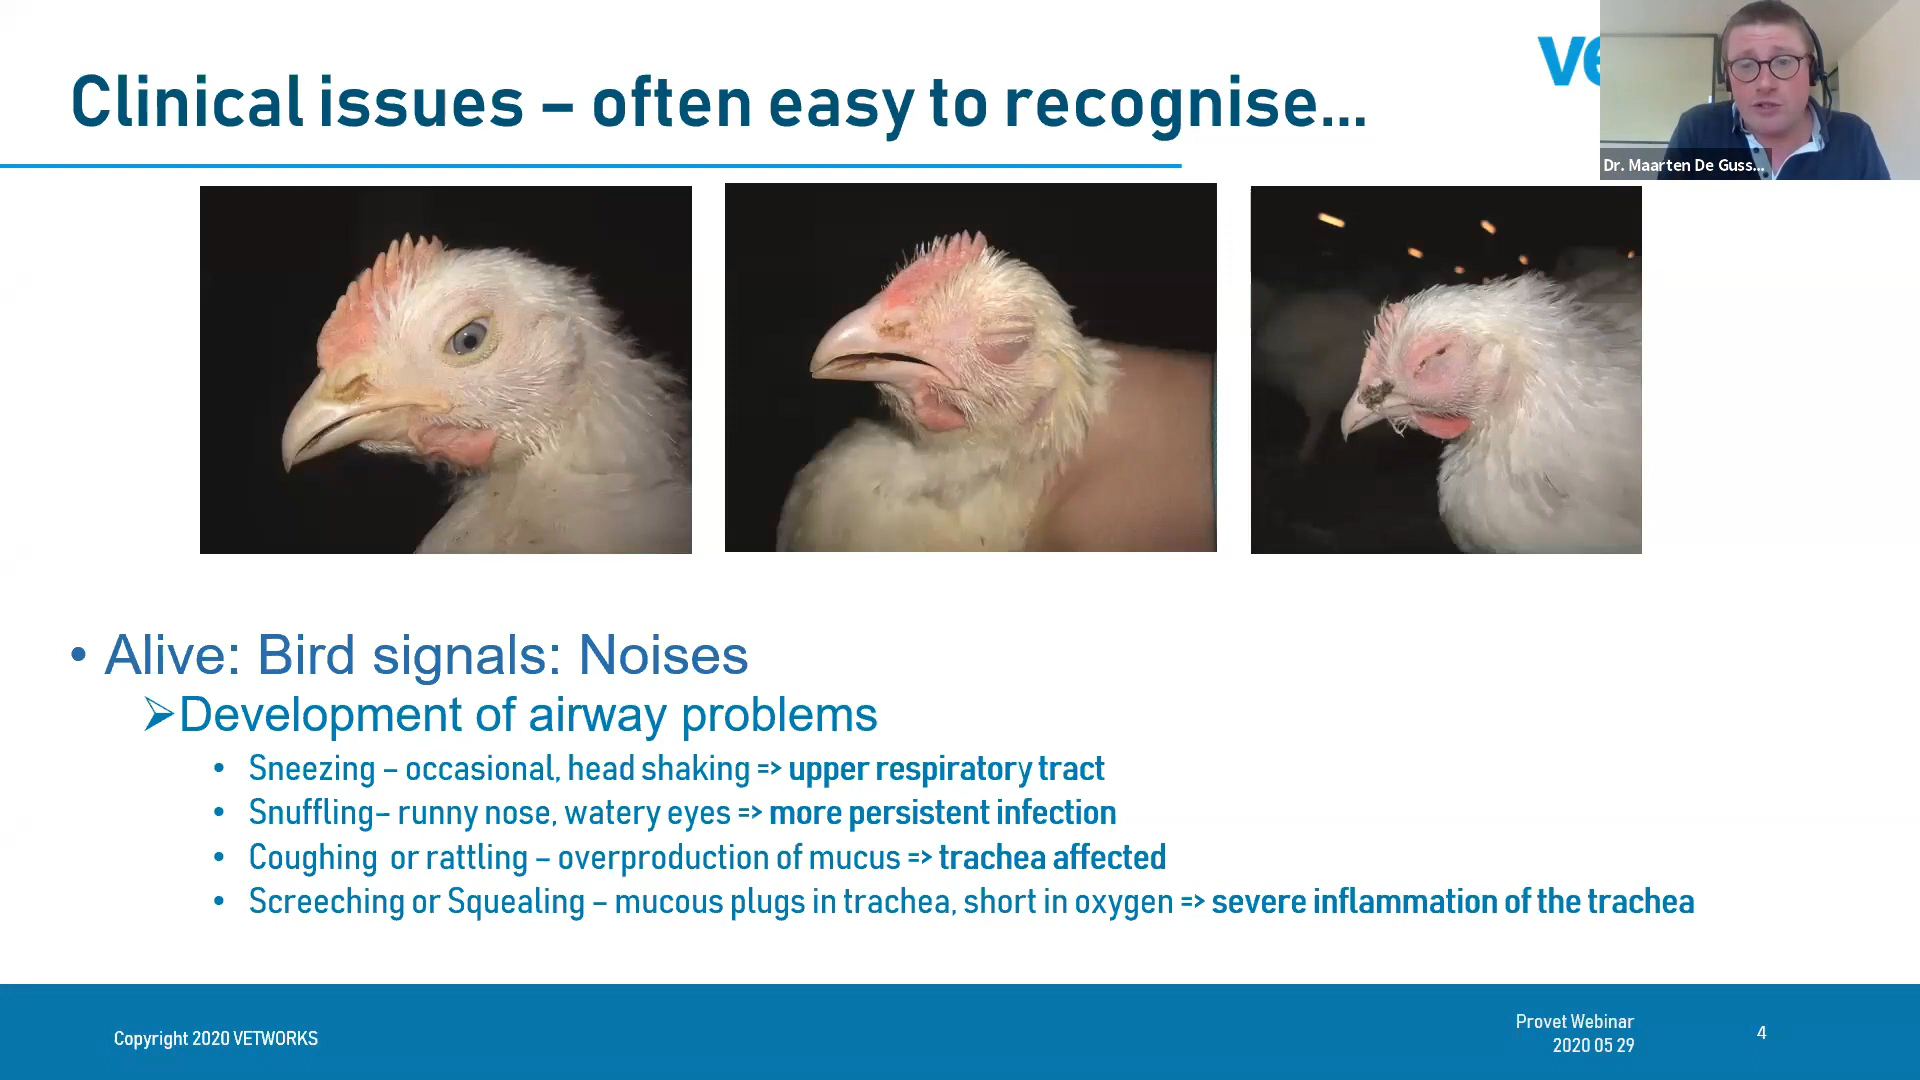 Clinical issues – often easy to recognise...
Dr. Maarten De Guss...
• Alive: Bird signals: Noises
➢Development of airway problems
• Sneezing – occasional, head shaking => upper respiratory tract
• Snuffling– runny nose, watery eyes => more persistent infection
• Coughing or rattling – overproduction of mucus => trachea affected
• Screeching or Squealing – mucous plugs in trachea, short in oxygen => severe inflammation of the trachea
Copyright 2020 VETWORKS
Provet Webinar
2020 05 29
4